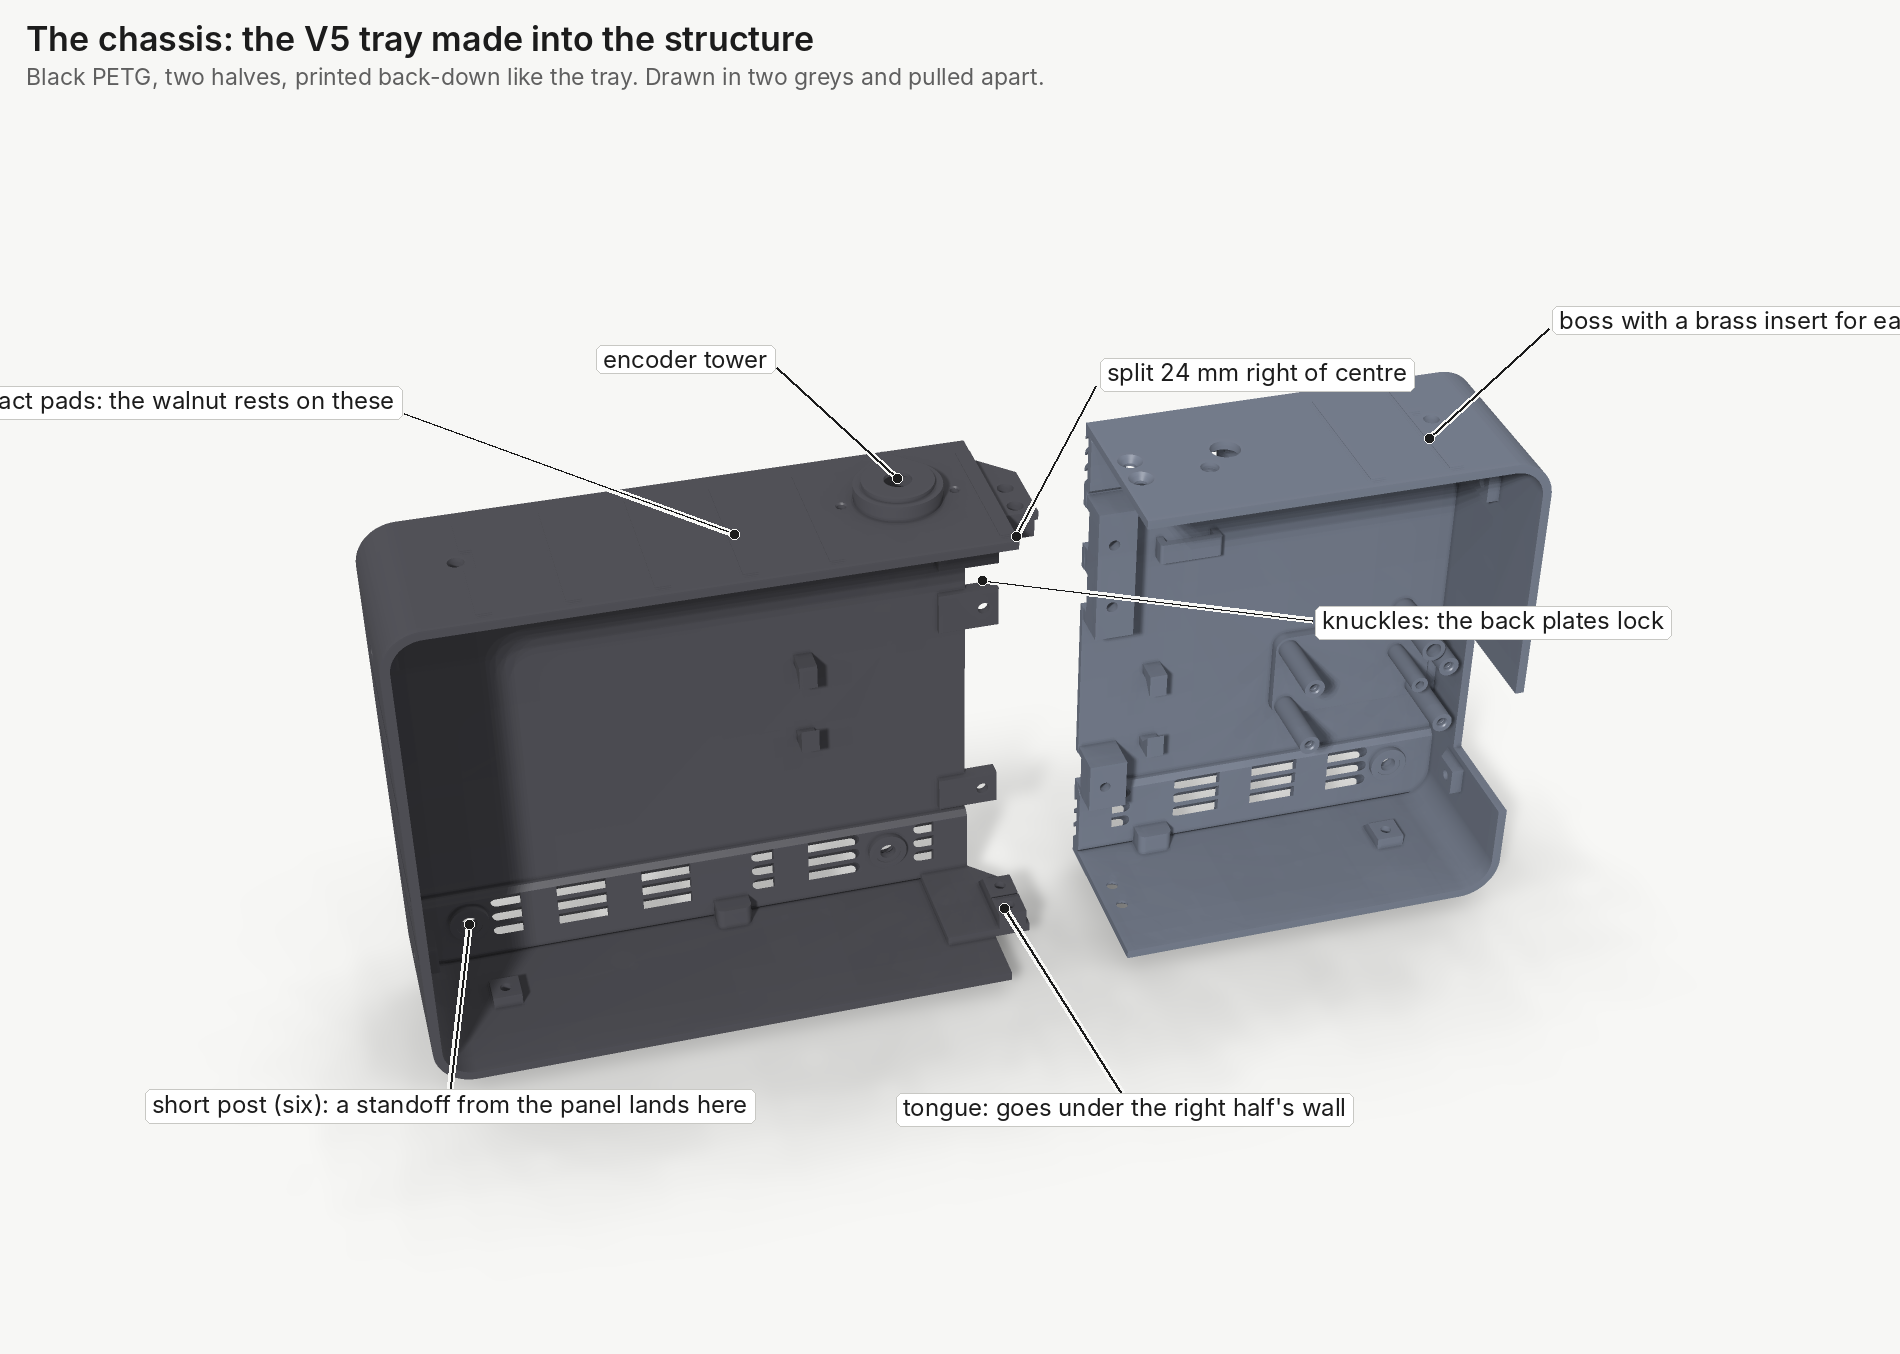 The chassis: the V5 tray made into the structure
Black PETG, two halves, printed back-down like the tray. Drawn in two greys and pulled apart.
boss with a brass insert for ea
encoder tower
split 24 mm right of centre
act pads: the walnut rests on these
knuckles: the back plates lock
short post (six): a standoff from the panel lands here
tongue: goes under the right half's wall